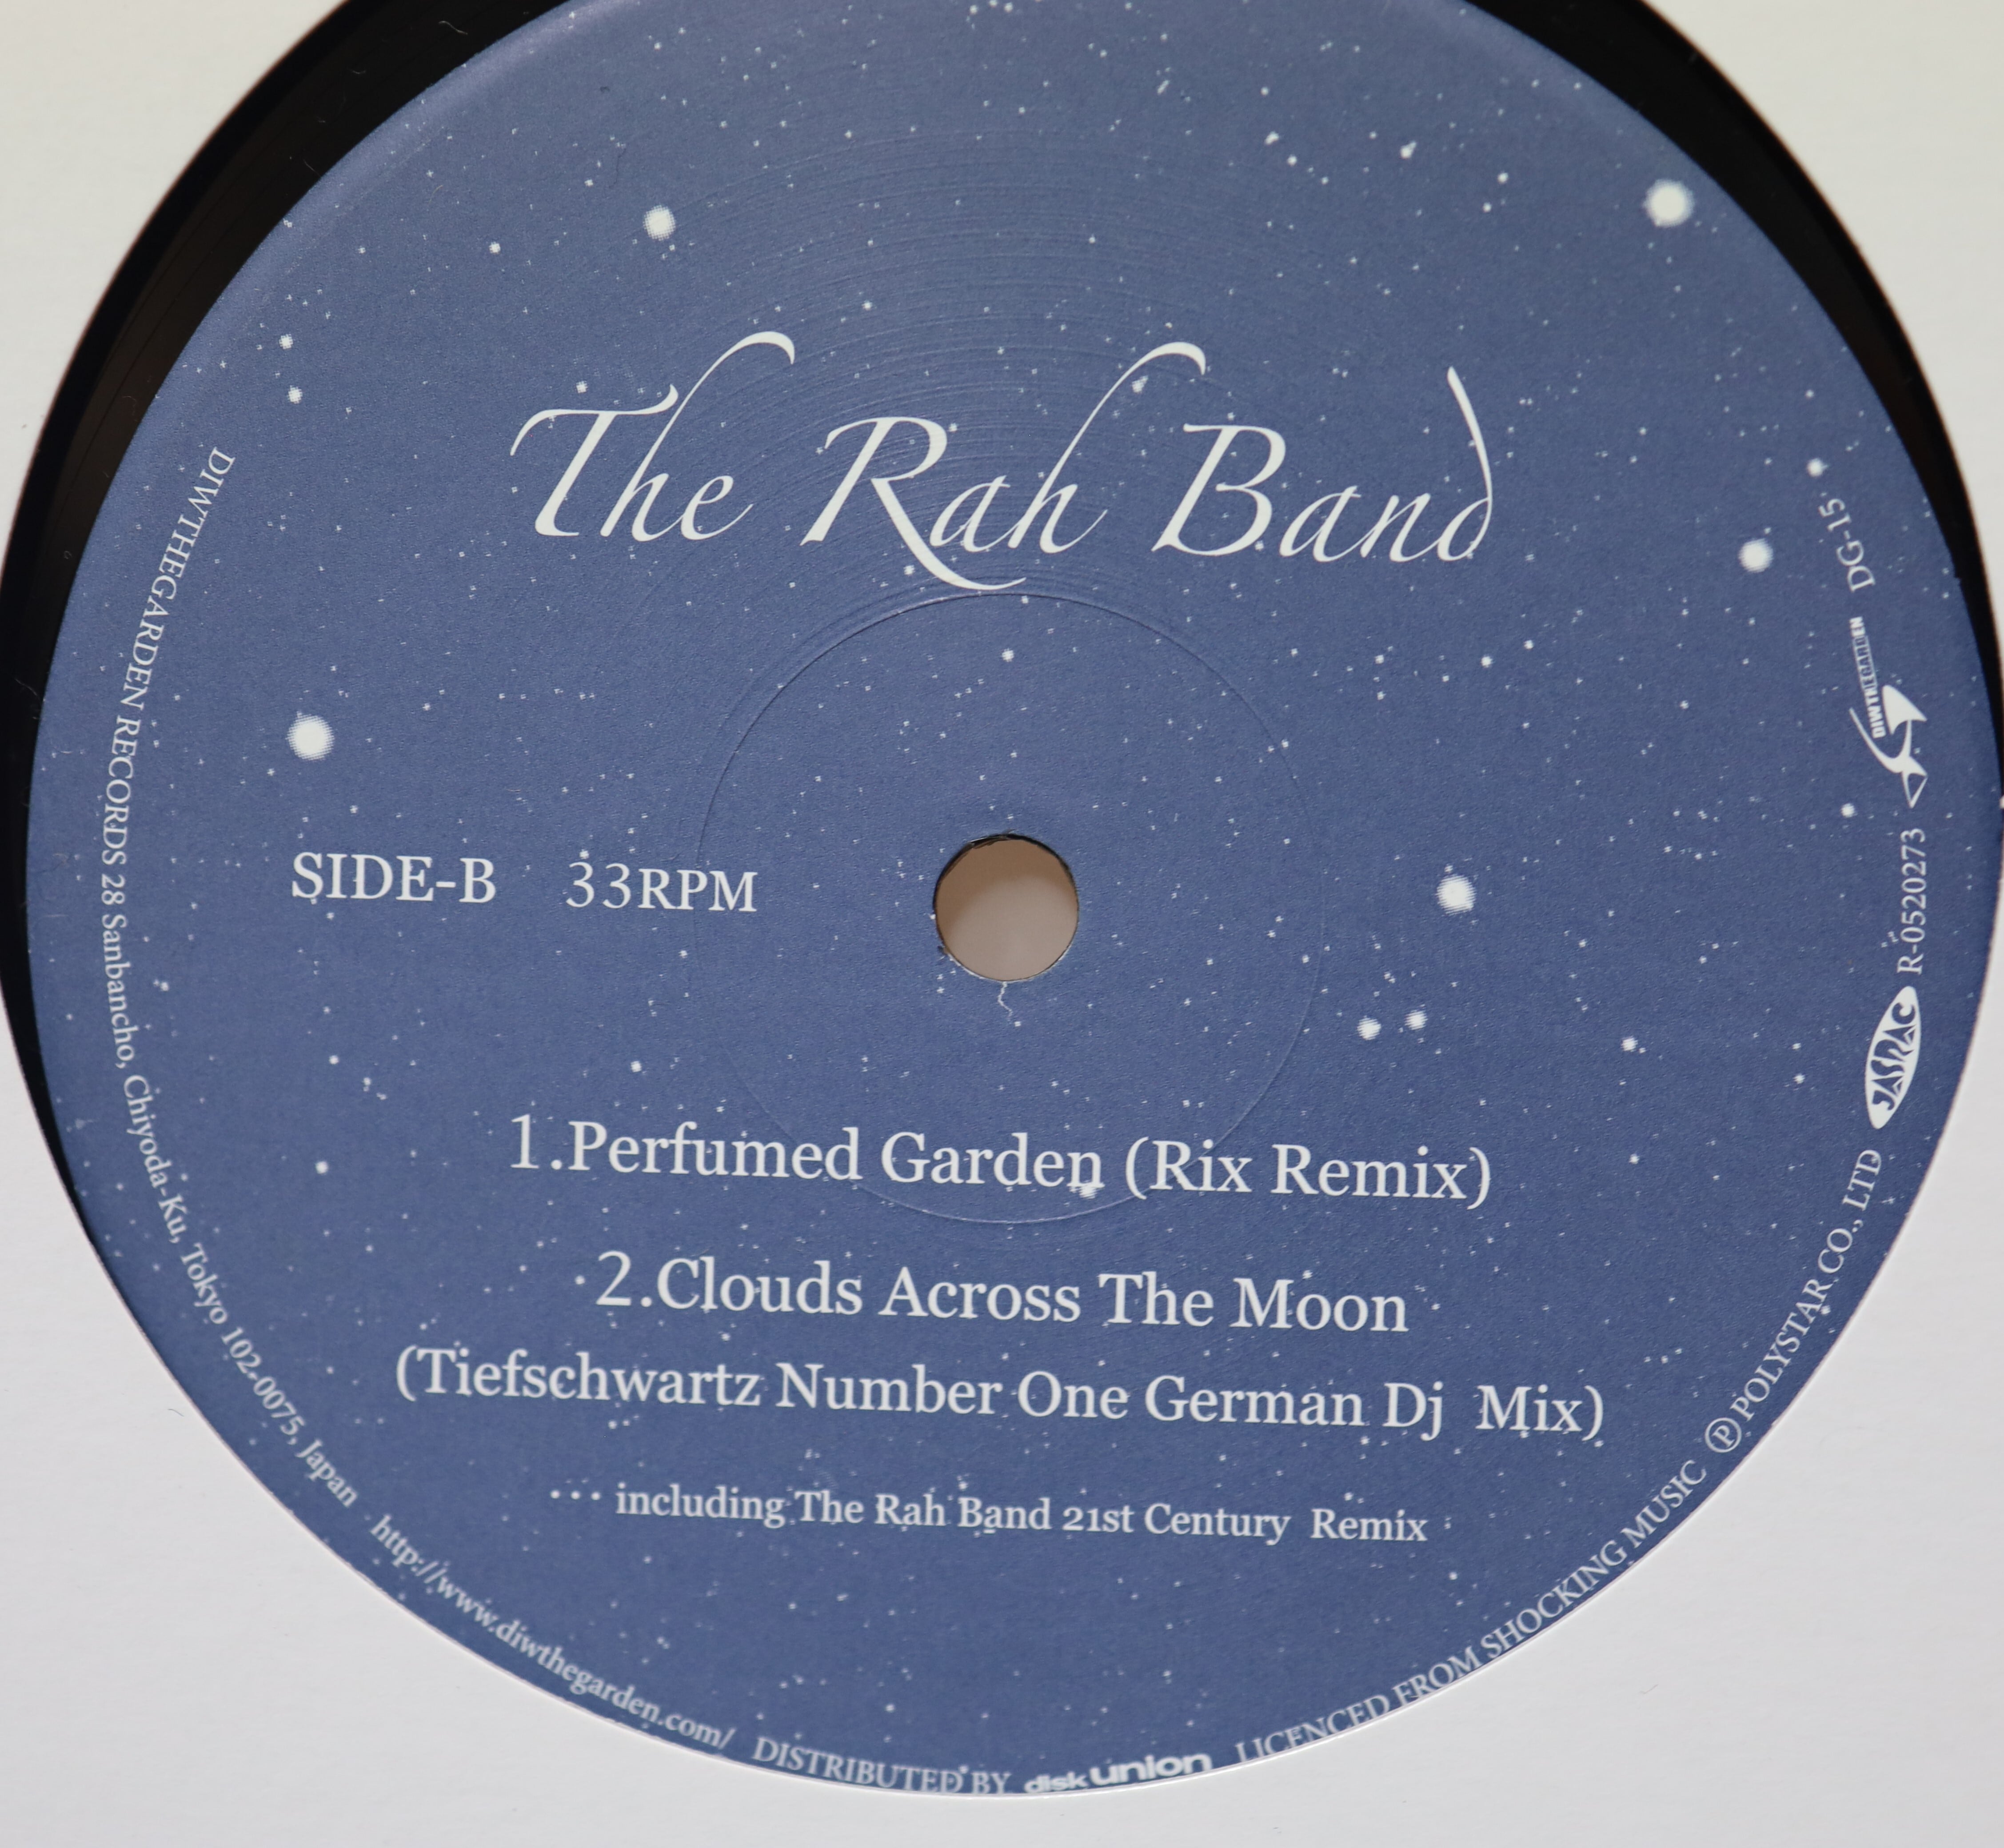 The Rah Band
SIDE-B 33RPM
1.Perfumed Garden (Rix Remix)
2.Clouds Across The Moon
(Tiefschwartz Number One German Dj Mix)
··· including The Rah Band 21st Century Remix
DIWTHEGARDEN RECORDS 28 Sanbancho, Chiyoda-Ku, Tokyo 102-0075, Japan http://www.diwthegarden.com/ DISTRIBUTED BY disk union LICENCED FROM SHOCKING MUSIC Ⓟ POLYSTAR CO., LTD JASRAC R-0520273 DIWTHEGARDEN DG-15